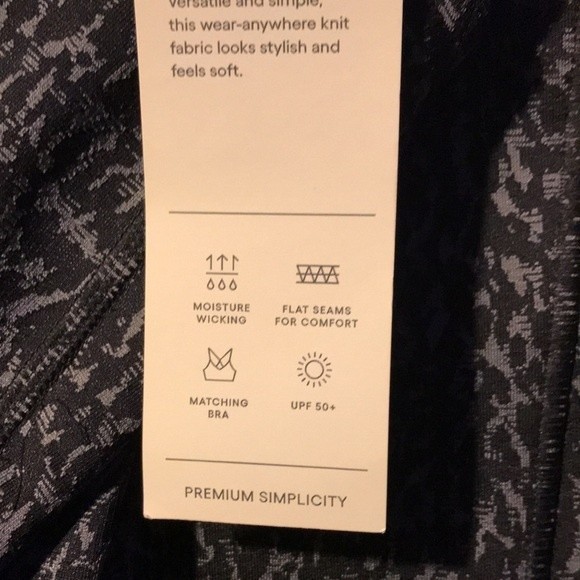 versatile and simple,
this wear-anywhere knit
fabric looks stylish and
feels soft.
MOISTURE
WICKING
FLAT SEAMS
FOR COMFORT
MATCHING
BRA
UPF 50+
PREMIUM SIMPLICITY